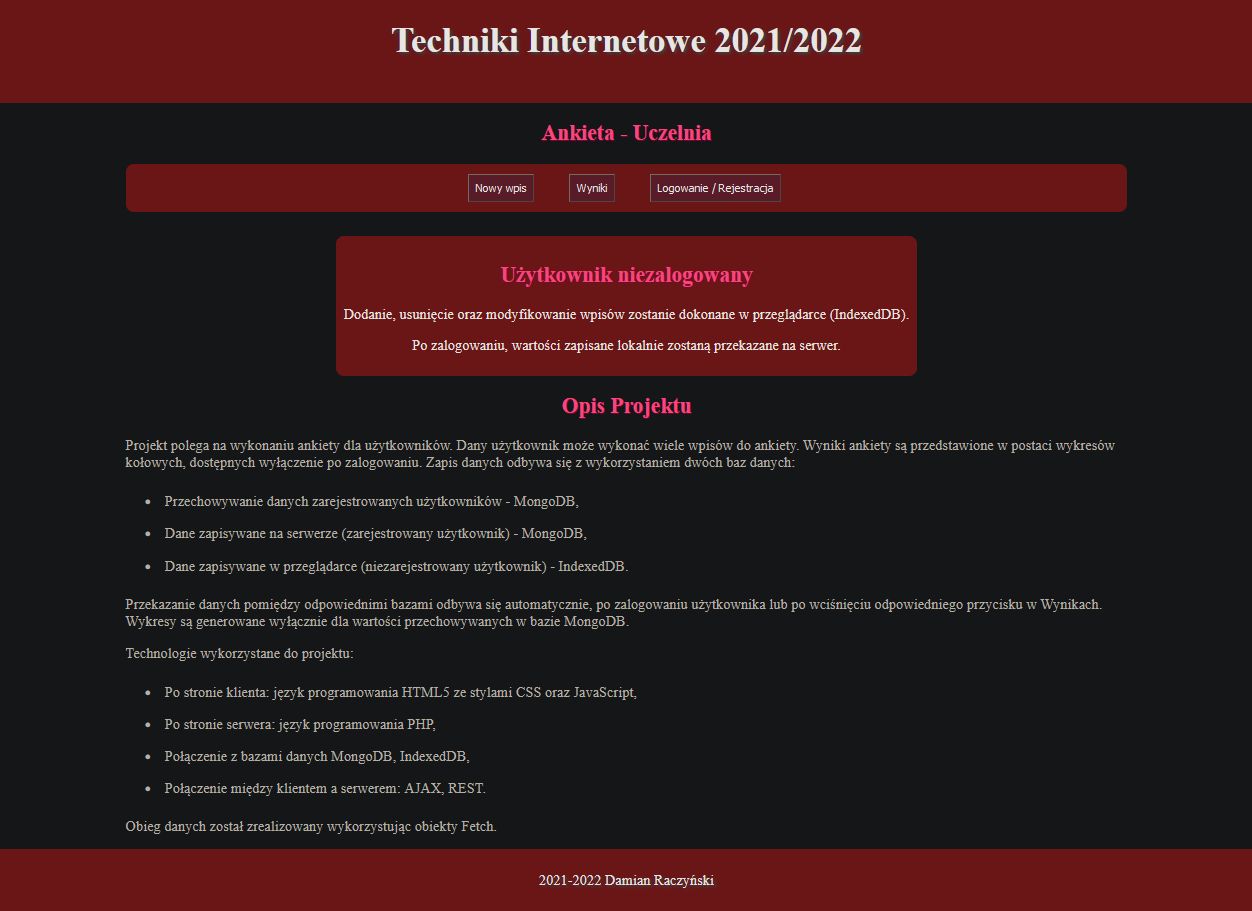 Techniki Internetowe 2021/2022
Ankieta - Uczelnia
Nowy wpis Wyniki Logowanie / Rejestracja
Użytkownik niezalogowany
Dodanie, usunięcie oraz modyfikowanie wpisów zostanie dokonane w przeglądarce (IndexedDB).
Po zalogowaniu, wartości zapisane lokalnie zostaną przekazane na serwer.
Opis Projektu
Projekt polega na wykonaniu ankiety dla użytkowników. Dany użytkownik może wykonać wiele wpisów do ankiety. Wyniki ankiety są przedstawione w postaci wykresów
kołowych, dostępnych wyłączenie po zalogowaniu. Zapis danych odbywa się z wykorzystaniem dwóch baz danych:
• Przechowywanie danych zarejestrowanych użytkowników - MongoDB,
• Dane zapisywane na serwerze (zarejestrowany użytkownik) - MongoDB,
• Dane zapisywane w przeglądarce (niezarejestrowany użytkownik) - IndexedDB.
Przekazanie danych pomiędzy odpowiednimi bazami odbywa się automatycznie, po zalogowaniu użytkownika lub po wciśnięciu odpowiedniego przycisku w Wynikach.
Wykresy są generowane wyłącznie dla wartości przechowywanych w bazie MongoDB.
Technologie wykorzystane do projektu:
• Po stronie klienta: język programowania HTML5 ze stylami CSS oraz JavaScript,
• Po stronie serwera: język programowania PHP,
• Połączenie z bazami danych MongoDB, IndexedDB,
• Połączenie między klientem a serwerem: AJAX, REST.
Obieg danych został zrealizowany wykorzystując obiekty Fetch.
2021-2022 Damian Raczyński